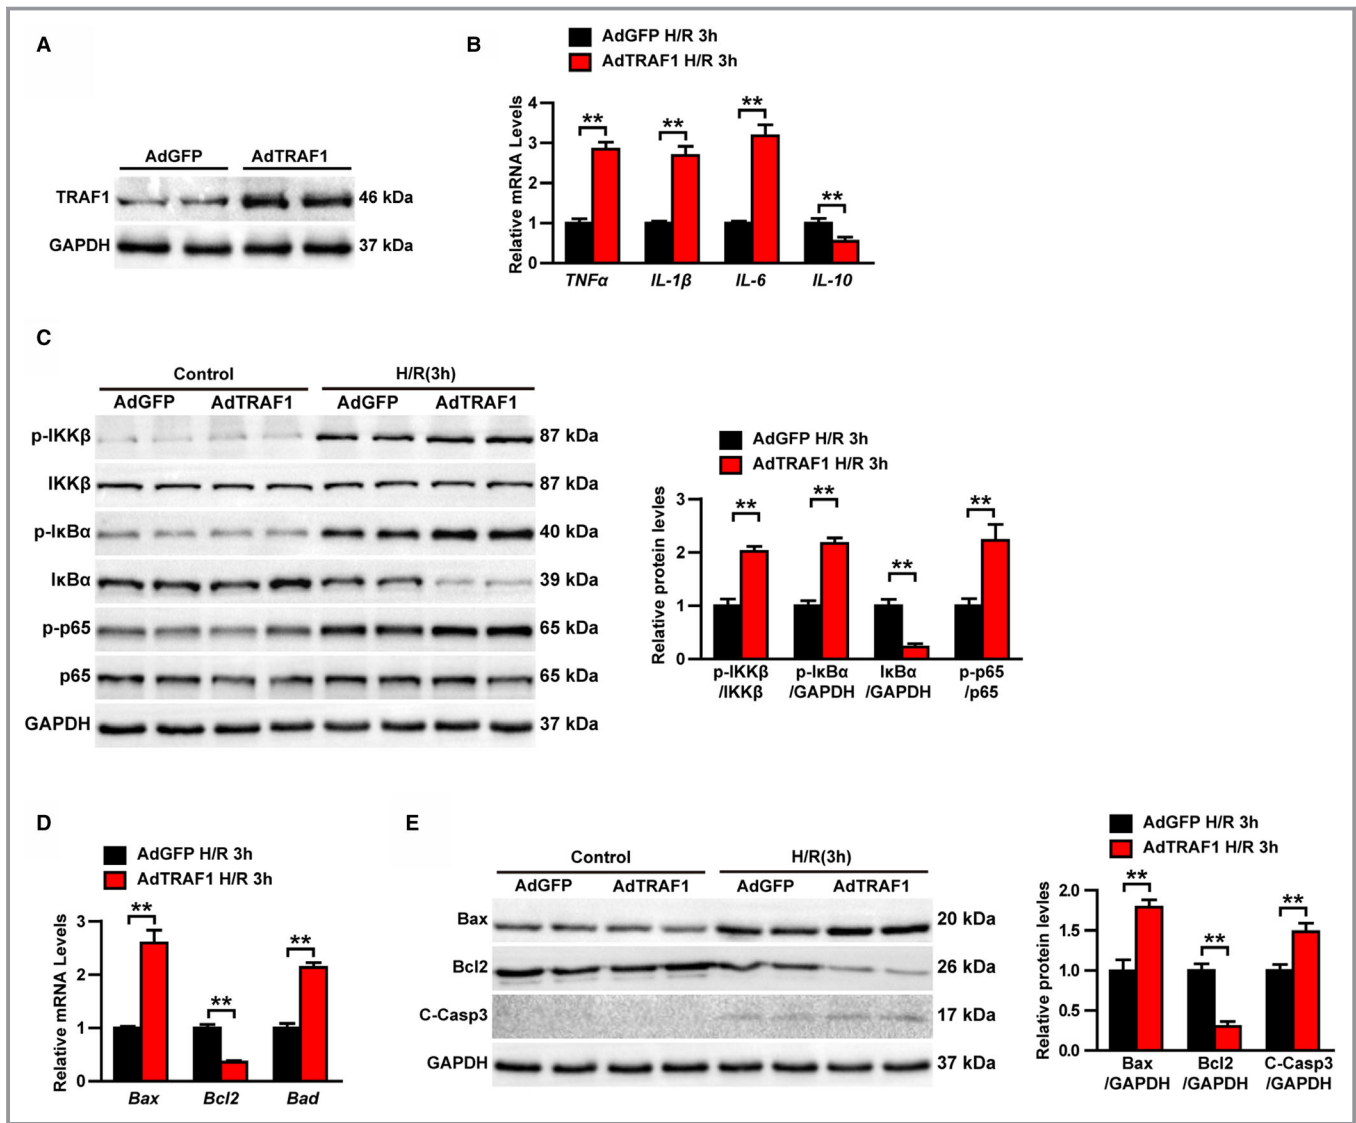 A
AdGFP AdTRAF1
TRAF1 46 kDa
GAPDH 37 kDa
B
AdGFP H/R 3h
AdTRAF1 H/R 3h
Relative mRNA Levels
4
3
2
1
0
TNFα IL-1β IL-6 IL-10
** ** ** **
C
Control H/R(3h)
AdGFP AdTRAF1 AdGFP AdTRAF1
p-IKKβ 87 kDa
IKKβ 87 kDa
p-IκBα 40 kDa
IκBα 39 kDa
p-p65 65 kDa
p65 65 kDa
GAPDH 37 kDa
AdGFP H/R 3h
AdTRAF1 H/R 3h
Relative protein levles
3
2
1
0
** ** ** **
p-IKKβ p-IκBα IκBα p-p65
/IKKβ /GAPDH /GAPDH /p65
D
AdGFP H/R 3h
AdTRAF1 H/R 3h
Relative mRNA Levels
3
2
1
0
** ** **
Bax Bcl2 Bad
E
Control H/R(3h)
AdGFP AdTRAF1 AdGFP AdTRAF1
Bax 20 kDa
Bcl2 26 kDa
C-Casp3 17 kDa
GAPDH 37 kDa
AdGFP H/R 3h
AdTRAF1 H/R 3h
Relative protein levles
2.0
1.5
1.0
0.5
0.0
** ** **
Bax Bcl2 C-Casp3
/GAPDH /GAPDH /GAPDH